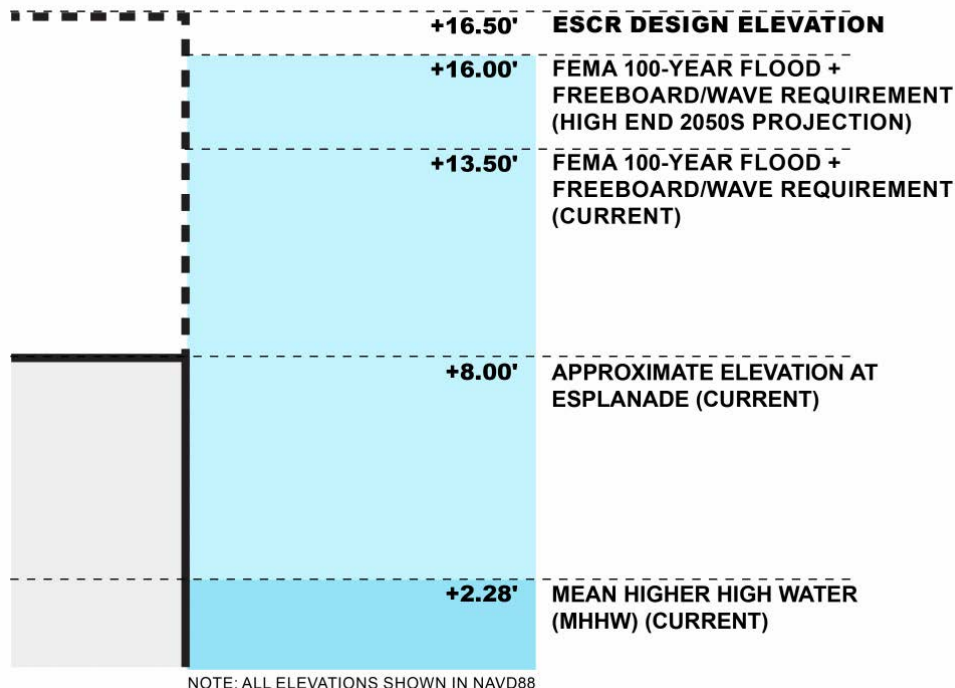 +16.50' ESCR DESIGN ELEVATION
+16.00' FEMA 100-YEAR FLOOD +
FREEBOARD/WAVE REQUIREMENT
(HIGH END 2050S PROJECTION)
+13.50' FEMA 100-YEAR FLOOD +
FREEBOARD/WAVE REQUIREMENT
(CURRENT)
+8.00' APPROXIMATE ELEVATION AT
ESPLANADE (CURRENT)
+2.28' MEAN HIGHER HIGH WATER
(MHHW) (CURRENT)
NOTE: ALL ELEVATIONS SHOWN IN NAVD88